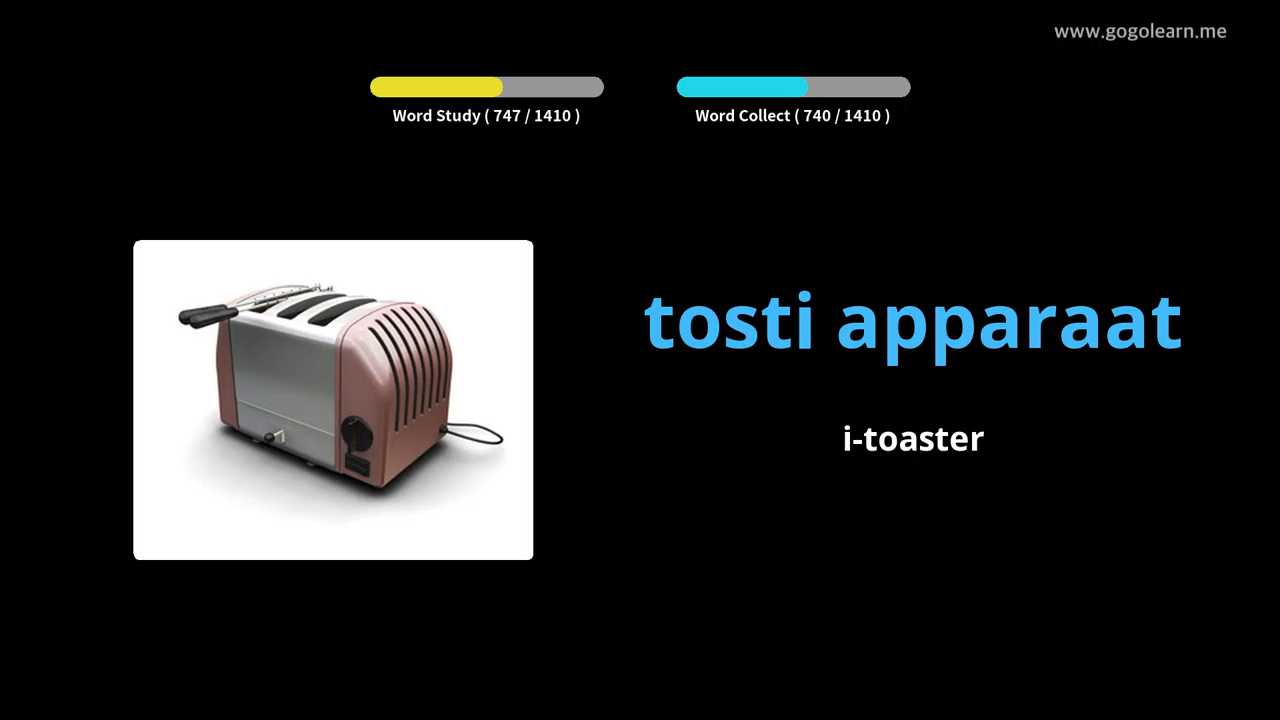 www.gogolearn.me
Word Study ( 747 / 1410 )
Word Collect ( 740 / 1410 )
tosti apparaat
i-toaster